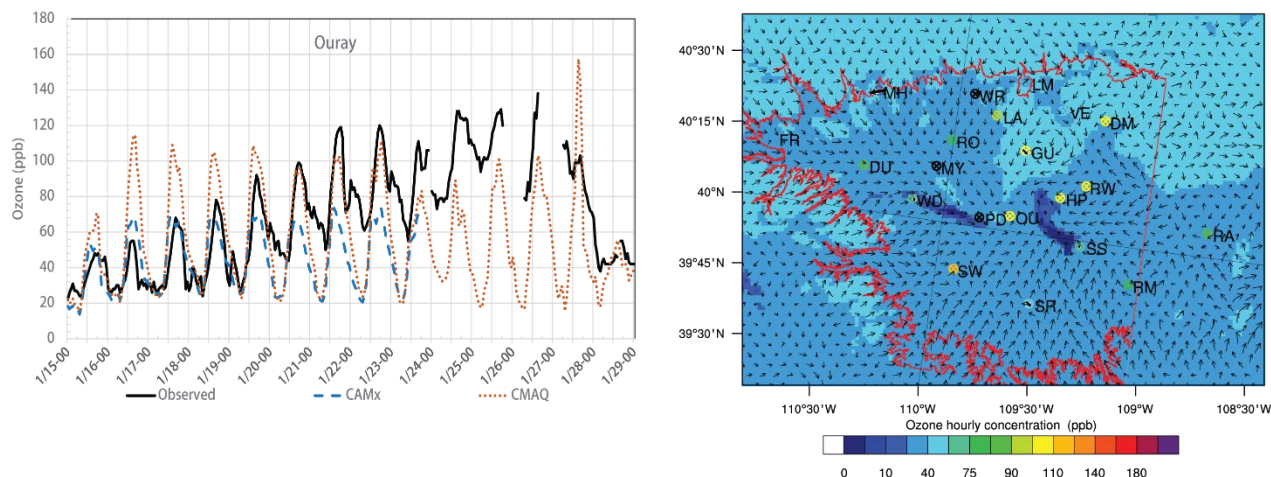 Ouray
Ozone (ppb)
180
160
140
120
100
80
60
40
20
0
1/15-00
1/16-00
1/17-00
1/18-00
1/19-00
1/20-00
1/21-00
1/22-00
1/23-00
1/24-00
1/25-00
1/26-00
1/27-00
1/28-00
1/29-00
Observed CAMx CMAQ
40°30'N
40°15'N
40°N
39°45'N
39°30'N
MH WR LM
LA VE DM
FR RO GU
DU MY
WD HP RW
PD OU
SS RA
SW RM
SR
110°30'W 110°W 109°30'W 109°W 108°30'W
Ozone hourly concentration (ppb)
0 10 40 75 90 110 140 180